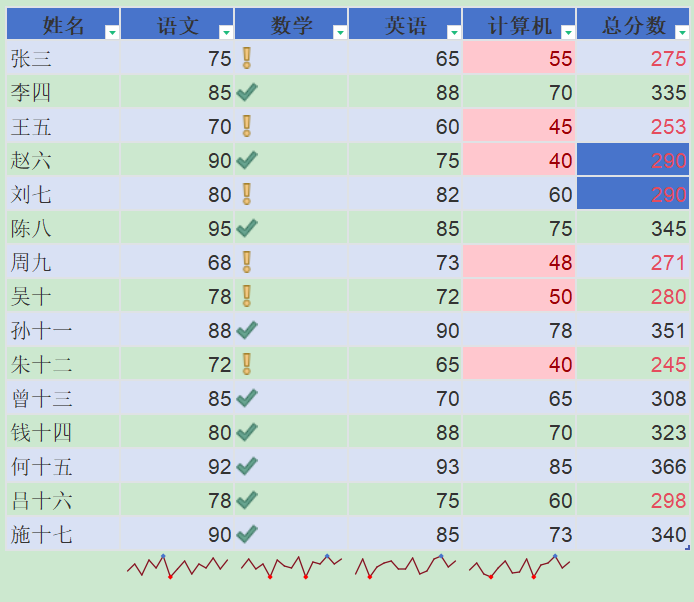 姓名 语文 数学 英语 计算机 总分数
张三 75 65 55 275
李四 85 88 70 335
王五 70 60 45 253
赵六 90 75 40 290
刘七 80 82 60 290
陈八 95 85 75 345
周九 68 73 48 271
吴十 78 72 50 280
孙十一 88 90 78 351
朱十二 72 65 40 245
曾十三 85 70 65 308
钱十四 80 88 70 323
何十五 92 93 85 366
吕十六 78 75 60 298
施十七 90 85 73 340